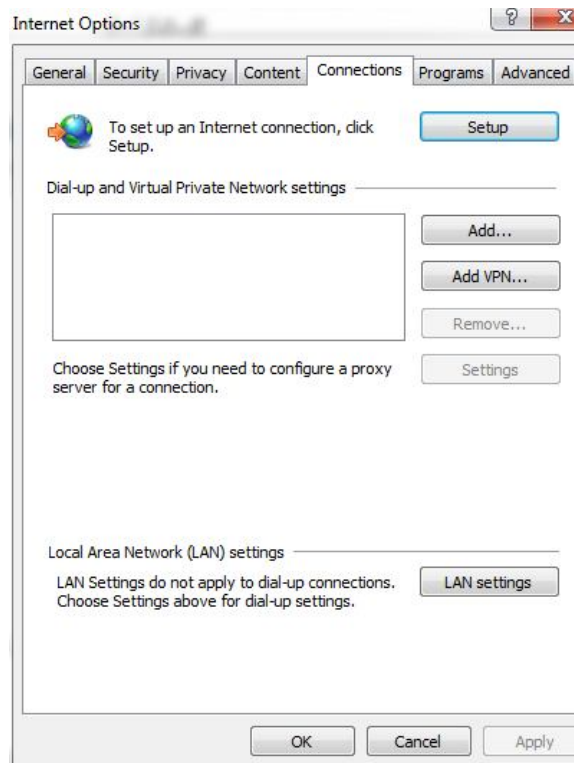 Internet Options
General Security Privacy Content Connections Programs Advanced
To set up an Internet connection, click
Setup.
Setup
Dial-up and Virtual Private Network settings
Add...
Add VPN...
Remove...
Choose Settings if you need to configure a proxy
server for a connection.
Settings
Local Area Network (LAN) settings
LAN Settings do not apply to dial-up connections.
Choose Settings above for dial-up settings.
LAN settings
OK Cancel Apply